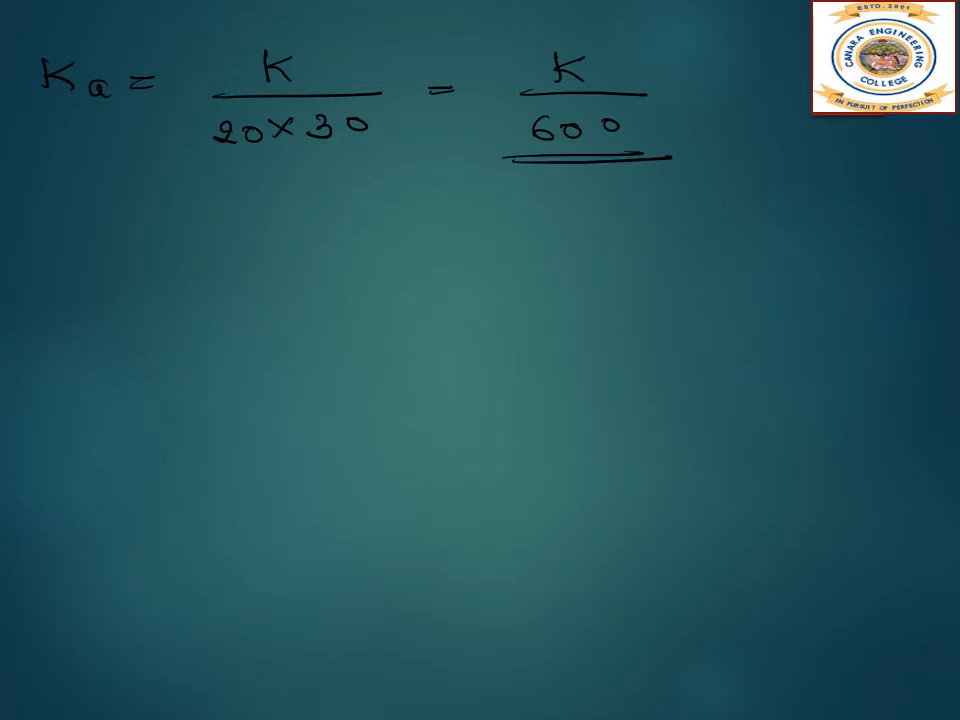 ESTD. 2001
CANARA ENGINEERING COLLEGE
IN PURSUIT OF PERFECTION
Ka = K / 20 × 30 = K / 600